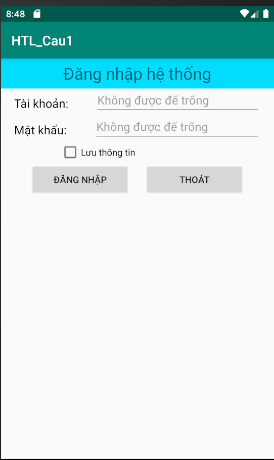 8:48
HTL_Cau1
Đăng nhập hệ thống
Tài khoản: Không được để trống
Mật khẩu: Không được để trống
Lưu thông tin
ĐĂNG NHẬP THOÁT